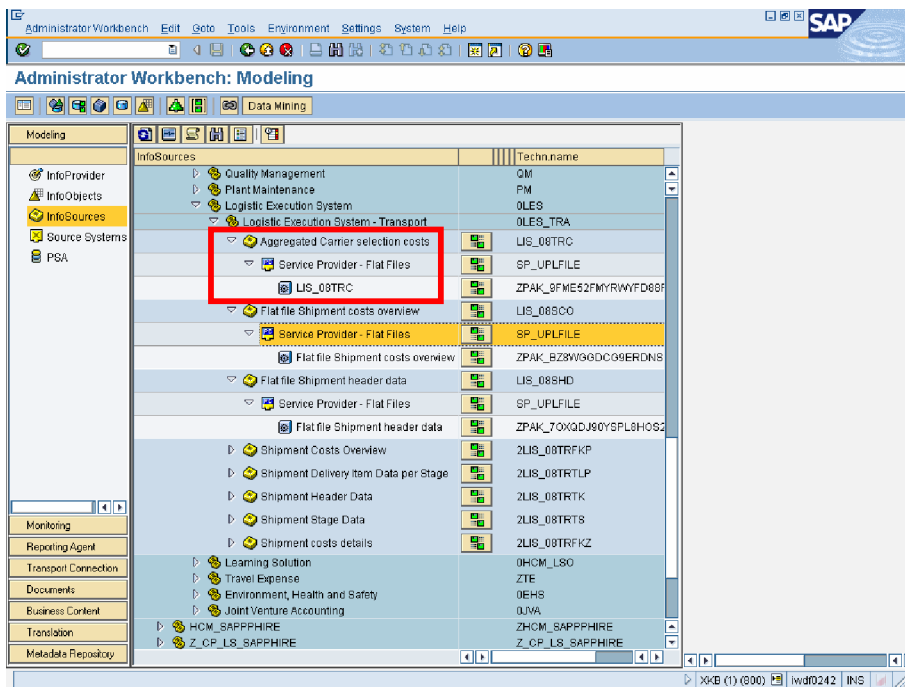 Administrator Workbench Edit Goto Tools Environment Settings System Help
SAP
Administrator Workbench: Modeling
Data Mining
Modeling
InfoProvider
InfoObjects
InfoSources
Source Systems
PSA
Monitoring
Reporting Agent
Transport Connection
Documents
Business Content
Translation
Metadata Repository
InfoSources Techn.name
Quality Management QM
Plant Maintenance PM
Logistic Execution System 0LES
Logistic Execution System - Transport 0LES_TRA
Aggregated Carrier selection costs LIS_08TRC
Service Provider - Flat Files SP_UPLFILE
LIS_08TRC ZPAK_9FME52FMYRWYFD88F
Flat file Shipment costs overview LIS_08SCO
Service Provider - Flat Files SP_UPLFILE
Flat file Shipment costs overview ZPAK_BZ8WGGDCG9ERDNS
Flat file Shipment header data LIS_08SHD
Service Provider - Flat Files SP_UPLFILE
Flat file Shipment header data ZPAK_7OXQDJ90YSPL8HOS2
Shipment Costs Overview 2LIS_08TRFKP
Shipment Delivery Item Data per Stage 2LIS_08TRTLP
Shipment Header Data 2LIS_08TRTK
Shipment Stage Data 2LIS_08TRTS
Shipment costs details 2LIS_08TRFKZ
Learning Solution 0HCM_LSO
Travel Expense ZTE
Environment, Health and Safety 0EHS
Joint Venture Accounting 0JVA
HCM_SAPPPHIRE ZHCM_SAPPPHIRE
Z_CP_LS_SAPPHIRE Z_CP_LS_SAPPHIRE
XKB (1) (800) iwdf0242 INS